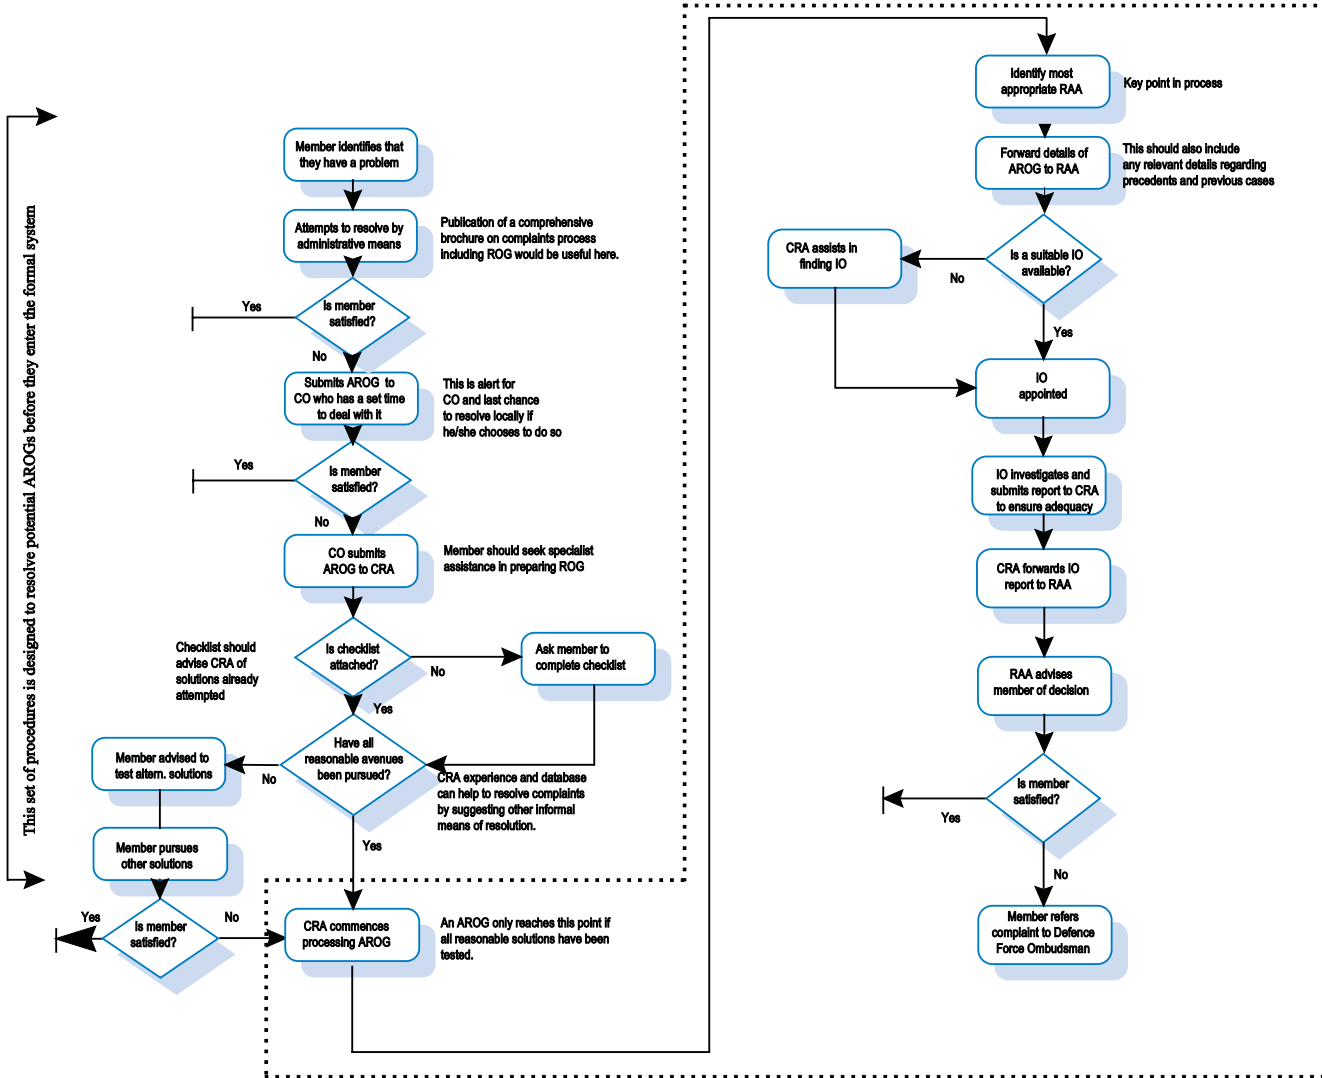 This set of procedures is designed to resolve potential AROGs before they enter the formal system
Member identifies that
they have a problem
Attempts to resolve by
administrative means
Publication of a comprehensive
brochure on complaints process
including ROG would be useful here.
Is member
satisfied?
Yes
No
Submits AROG to
CO who has a set time
to deal with it
This is alert for
CO and last chance
to resolve locally if
he/she chooses to do so
Is member
satisfied?
Yes
No
CO submits
AROG to CRA
Member should seek specialist
assistance in preparing ROG
Is checklist
attached?
No
Yes
Ask member to
complete checklist
Checklist should
advise CRA of
solutions already
attempted
Have all
reasonable avenues
been pursued?
No
Yes
CRA experience and database
can help to resolve complaints
by suggesting other informal
means of resolution.
Member advised to
test altern. solutions
Member pursues
other solutions
Is member
satisfied?
Yes
No
CRA commences
processing AROG
An AROG only reaches this point if
all reasonable solutions have been
tested.
Identify most
appropriate RAA
Key point in process
Forward details of
AROG to RAA
This should also include
any relevant details regarding
precedents and previous cases
Is a suitable IO
available?
No
Yes
CRA assists in
finding IO
IO
appointed
IO investigates and
submits report to CRA
to ensure adequacy
CRA forwards IO
report to RAA
RAA advises
member of decision
Is member
satisfied?
Yes
No
Member refers
complaint to Defence
Force Ombudsman